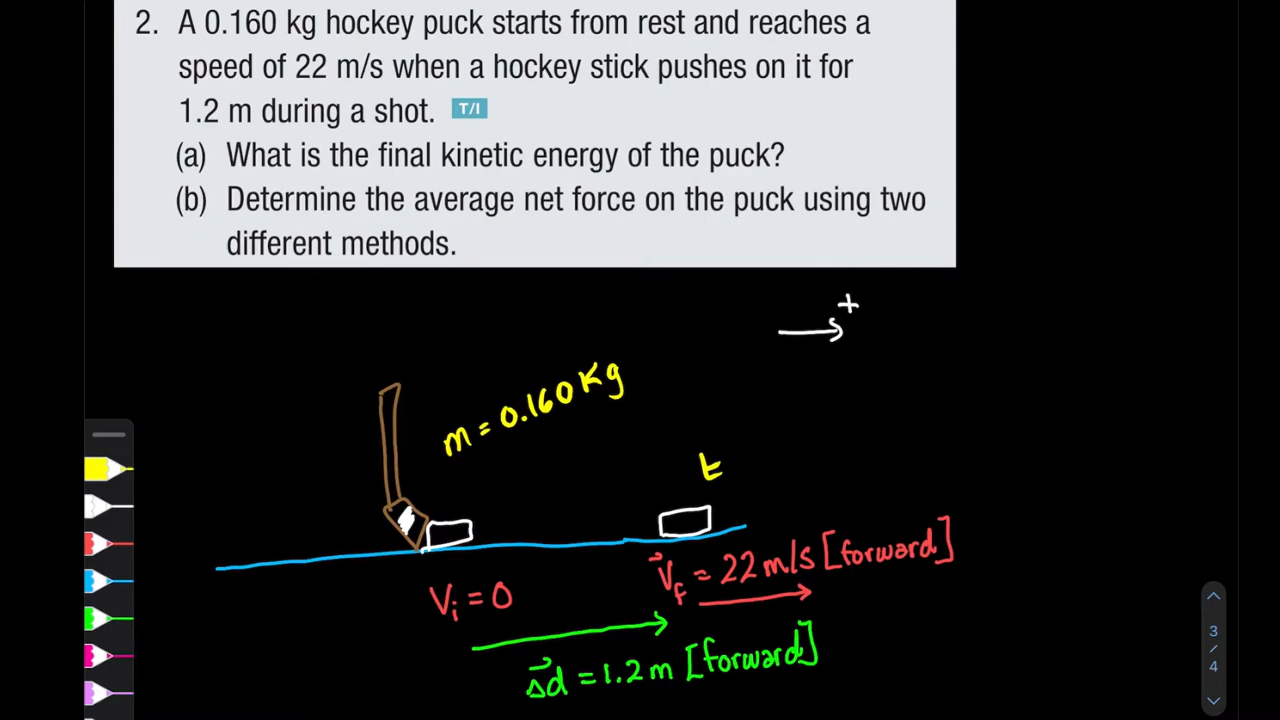 2. A 0.160 kg hockey puck starts from rest and reaches a
speed of 22 m/s when a hockey stick pushes on it for
1.2 m during a shot. T/I
(a) What is the final kinetic energy of the puck?
(b) Determine the average net force on the puck using two
different methods.
+
m = 0.160 Kg
t
Vi = 0
V⃗f = 22 m/s [forward]
Δd⃗ = 1.2 m [forward]
3
/
4